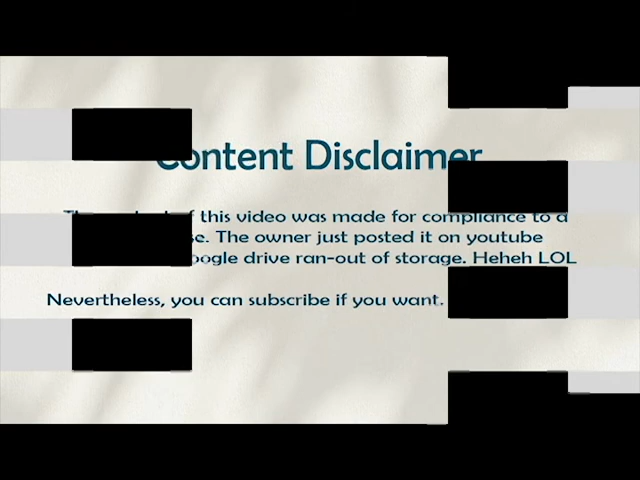 Content Disclaimer
of this video was made for compliance to a
The owner just posted it on youtube
google drive ran-out of storage. Heheh LOL
Nevertheless, you can subscribe if you want.